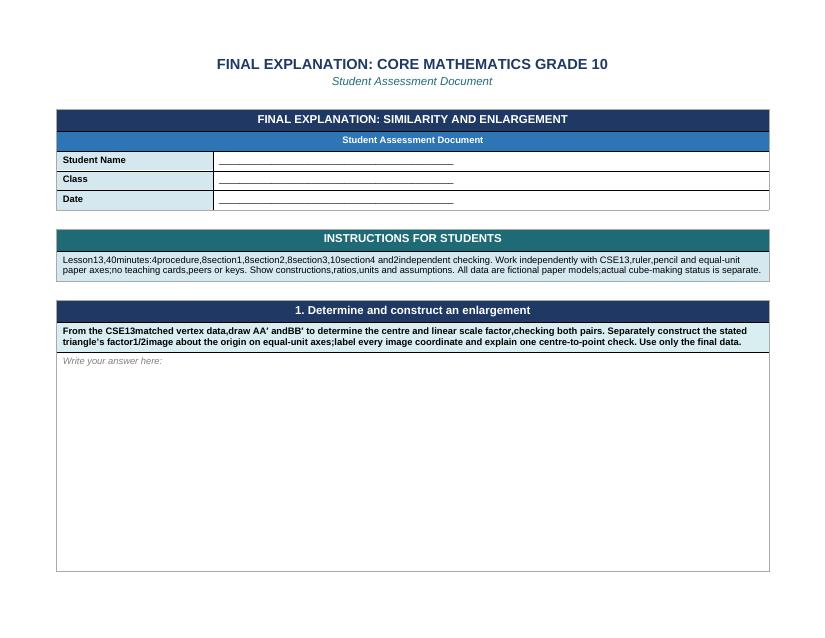 FINAL EXPLANATION: CORE MATHEMATICS GRADE 10
Student Assessment Document
FINAL EXPLANATION: SIMILARITY AND ENLARGEMENT
Student Assessment Document
Student Name ___________________________________________
Class ___________________________________________
Date ___________________________________________
INSTRUCTIONS FOR STUDENTS
Lesson13,40minutes:4procedure,8section1,8section2,8section3,10section4 and2independent checking. Work independently with CSE13,ruler,pencil and equal-unit
paper axes;no teaching cards,peers or keys. Show constructions,ratios,units and assumptions. All data are fictional paper models;actual cube-making status is separate.
1. Determine and construct an enlargement
From the CSE13matched vertex data,draw AA′ andBB′ to determine the centre and linear scale factor,checking both pairs. Separately construct the stated
triangle’s factor1/2image about the origin on equal-unit axes;label every image coordinate and explain one centre-to-point check. Use only the final data.
Write your answer here: